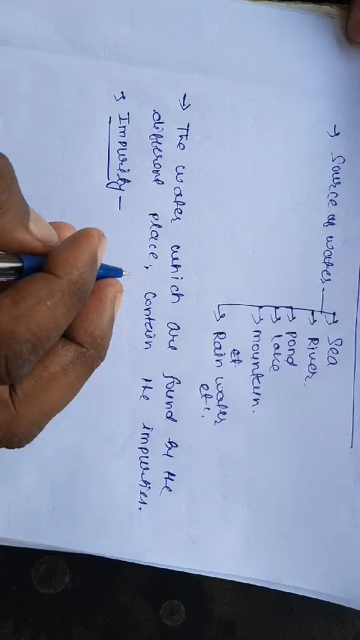 → Source of water → Sea
→ River.
→ pond
→ Lake
→ mountain.
et.
→ Rain water
etc.
→ The water which are found by the
different place, contain the impurities.
→ Impurity –